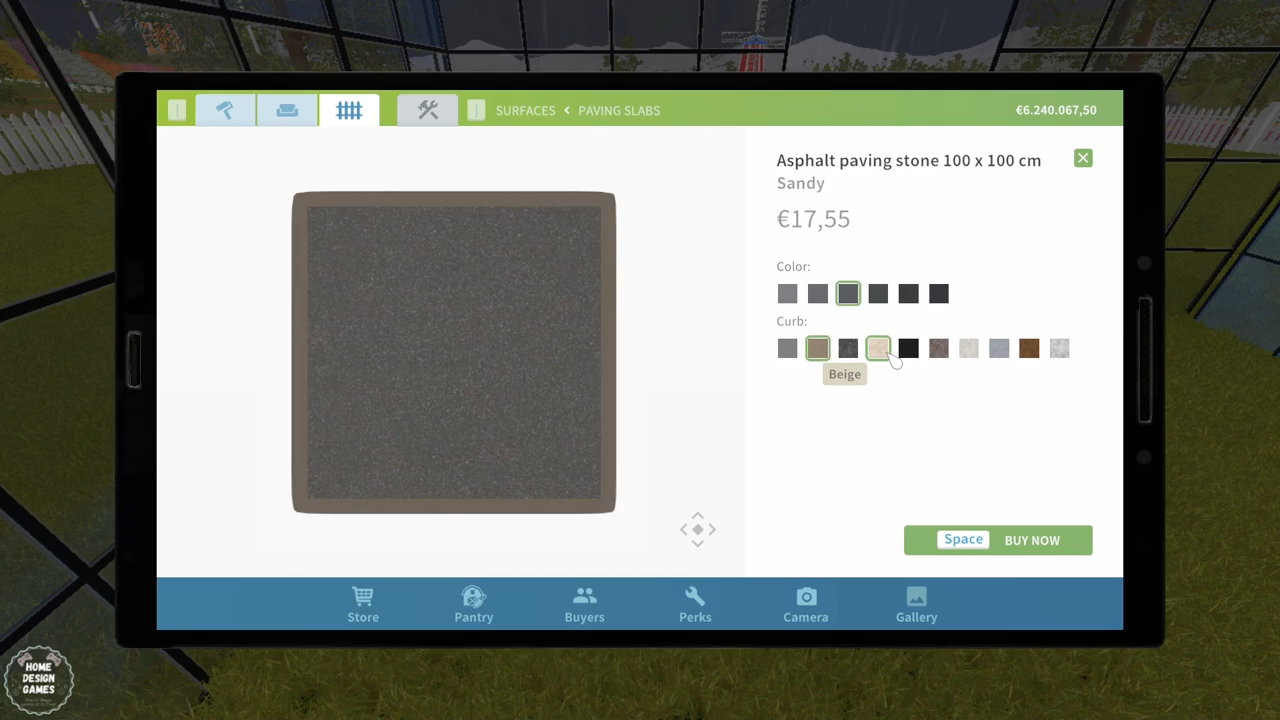 SURFACES < PAVING SLABS
€6.240.067,50
Asphalt paving stone 100 x 100 cm
Sandy
€17,55
Color:
Curb:
Beige
Space BUY NOW
Store Pantry Buyers Perks Camera Gallery
HOME
DESIGN
GAMES